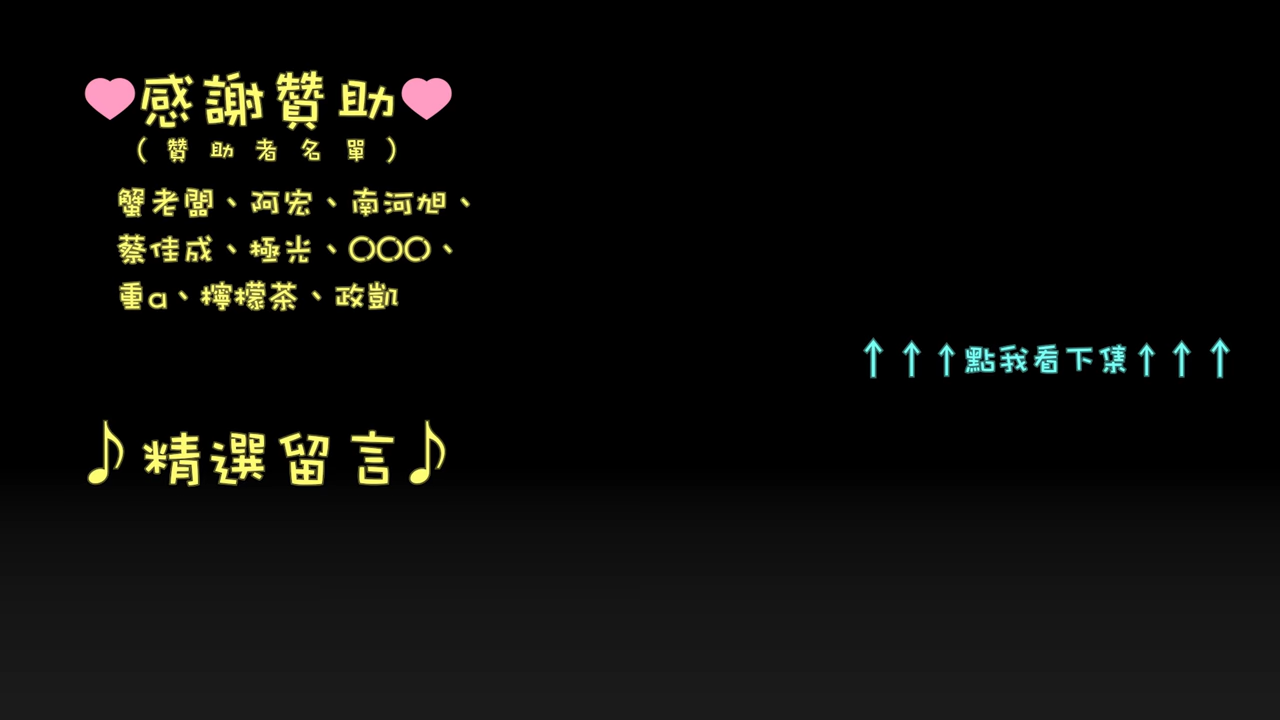 感謝贊助
（贊助者名單）
蟹老闆、阿宏、南河旭、
蔡佳成、極光、〇〇〇、
重a、檸檬茶、政凱
↑↑↑點我看下集↑↑↑
♪精選留言♪